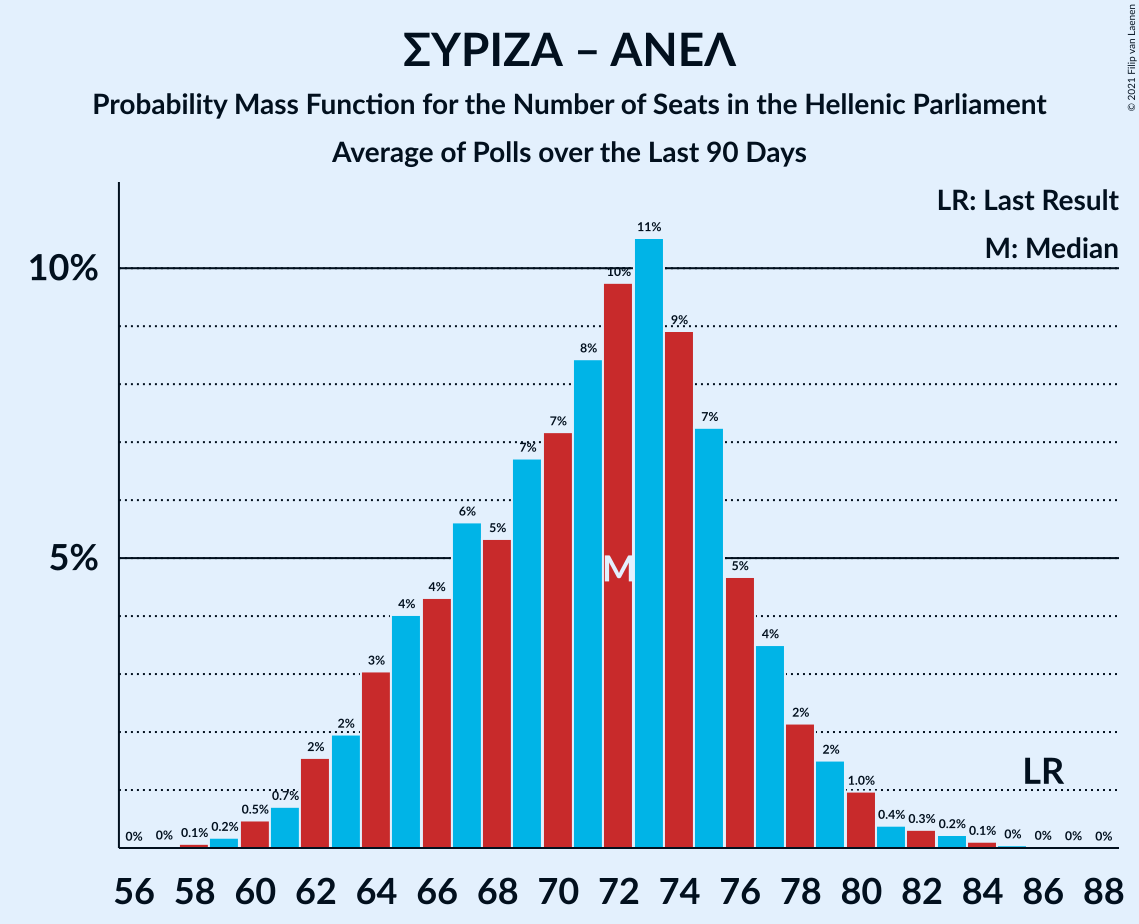 ΣΥΡΙΖΑ – ΑΝΕΛ
Probability Mass Function for the Number of Seats in the Hellenic Parliament
Average of Polls over the Last 90 Days
© 2021 Filip van Laenen
LR: Last Result
M: Median
10%
5%
0% 0% 0.1% 0.2% 0.5% 0.7% 2% 2% 3% 4% 4% 6% 5% 7% 7% 8% 10% 11% 9% 7% 5% 4% 2% 2% 1.0% 0.4% 0.3% 0.2% 0.1% 0% 0% 0% 0%
M
LR
56 58 60 62 64 66 68 70 72 74 76 78 80 82 84 86 88